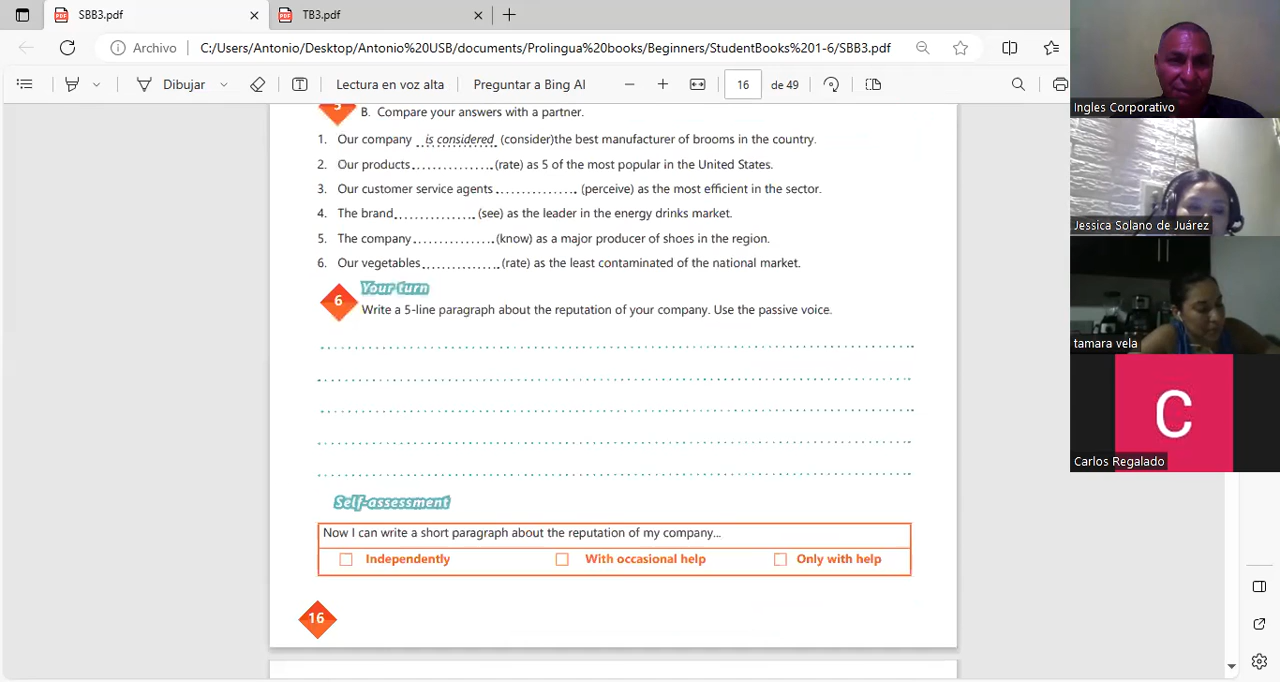 SBB3.pdf
TB3.pdf
Archivo
C:/Users/Antonio/Desktop/Antonio%20USB/documents/Prolingua%20books/Beginners/StudentBooks%201-6/SBB3.pdf
Dibujar
Lectura en voz alta
Preguntar a Bing AI
16
de 49
5
B. Compare your answers with a partner.
1. Our company ..is considered. (consider)the best manufacturer of brooms in the country.
2. Our products.............. (rate) as 5 of the most popular in the United States.
3. Our customer service agents .............. (perceive) as the most efficient in the sector.
4. The brand.............. (see) as the leader in the energy drinks market.
5. The company.............. (know) as a major producer of shoes in the region.
6. Our vegetables.............. (rate) as the least contaminated of the national market.
6
Your turn
Write a 5-line paragraph about the reputation of your company. Use the passive voice.
Self-assessment
Now I can write a short paragraph about the reputation of my company...
Independently
With occasional help
Only with help
16
Ingles Corporativo
Jessica Solano de Juárez
tamara vela
C
Carlos Regalado